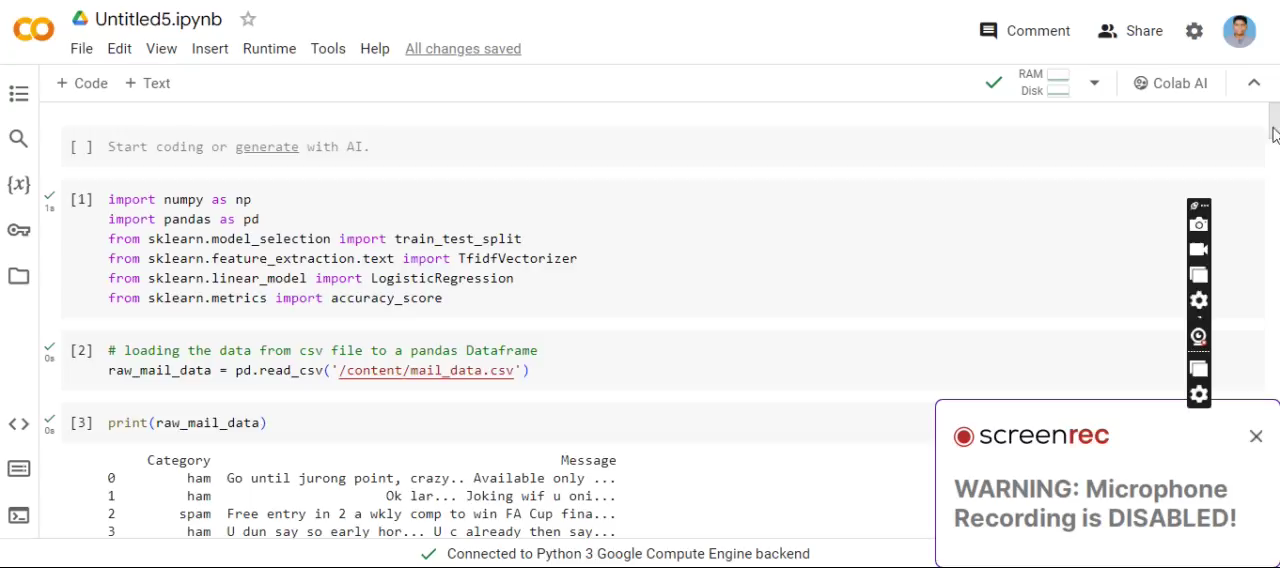 CO Untitled5.ipynb
File Edit View Insert Runtime Tools Help All changes saved
Comment Share
+ Code + Text
RAM
Disk
Colab AI
[ ] Start coding or generate with AI.
[1] import numpy as np
1s
import pandas as pd
from sklearn.model_selection import train_test_split
from sklearn.feature_extraction.text import TfidfVectorizer
from sklearn.linear_model import LogisticRegression
from sklearn.metrics import accuracy_score
[2] # loading the data from csv file to a pandas Dataframe
0s
raw_mail_data = pd.read_csv('/content/mail_data.csv')
[3] print(raw_mail_data)
0s
Category Message
0 ham Go until jurong point, crazy.. Available only ...
1 ham Ok lar... Joking wif u oni...
2 spam Free entry in 2 a wkly comp to win FA Cup fina...
3 ham U dun say so early hor... U c already then say...
{x}
screenrec
WARNING: Microphone
Recording is DISABLED!
Connected to Python 3 Google Compute Engine backend